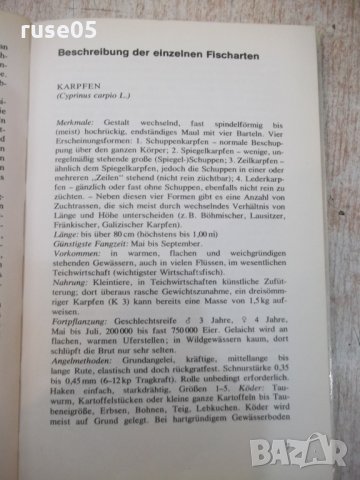 ruse05
Beschreibung der einzelnen Fischarten
KARPFEN
(Cyprinus carpio L.)
Merkmale: Gestalt wechselnd, fast spindelförmig bis
(meist) hochrückig, endständiges Maul mit vier Barteln. Vier
Erscheinungsformen: 1. Schuppenkarpfen – normale Beschup-
pung über den ganzen Körper; 2. Spiegelkarpfen – wenige, un-
regelmäßig stehende große (Spiegel-)Schuppen; 3. Zeilkarpfen –
ähnlich dem Spiegelkarpfen, jedoch die Schuppen in einer oder
mehreren „Zeilen“ stehend (nicht rein züchtbar); 4. Lederkarp-
fen – gänzlich oder fast ohne Schuppen, ebenfalls nicht rein zu
züchten. – Neben diesen vier Formen gibt es eine Anzahl von
Zuchtrassen, die sich meist durch wechselndes Verhältnis von
Länge und Höhe unterscheiden (z. B. Böhmischer, Lausitzer,
Fränkischer, Galizischer Karpfen).
Länge: bis über 80 cm (höchstens bis 1,00 m)
Günstigste Fangzeit: Mai bis September.
Vorkommen: in warmen, flachen und weichgründigen
stehenden Gewässern, auch in vielen Flüssen, im wesentlichen
Teichwirtschaft (wichtigster Wirtschaftsfisch).
Nahrung: Kleintiere, in Teichwirtschaften künstliche Zufüt-
terung; dort überaus rasche Gewichtszunahme, ein dreisömm-
riger Karpfen (K 3) kann bereits eine Masse von 1,5 kg aufwei-
sen.
Fortpflanzung: Geschlechtsreife ♂ 3 Jahre, ♀ 4 Jahre,
Mai bis Juli, 200 000 bis fast 750 000 Eier. Gelaicht wird an
flachen, warmen Uferstellen; in Wildgewässern kaum, dort
schlüpft die Brut nur sehr selten.
Angelmethoden: Grundangelei, kräftige, mittellange bis
lange Rute, elastisch und doch rückgratfest. Schnurstärke 0,35
bis 0,45 mm (6–12 kp Tragkraft). Rolle unbedingt erforderlich.
Haken einfach, starkdrähtig, Größen 1–5. Köder: Tau-
wurm, Kartoffelstücken oder kleine ganze Kartoffeln bis Tau-
beneigröße, Erbsen, Bohnen, Teig, Lebkuchen. Köder wird
meist auf Grund gelegt. Bei hartgründigem Gewässerboden
bazar.bg